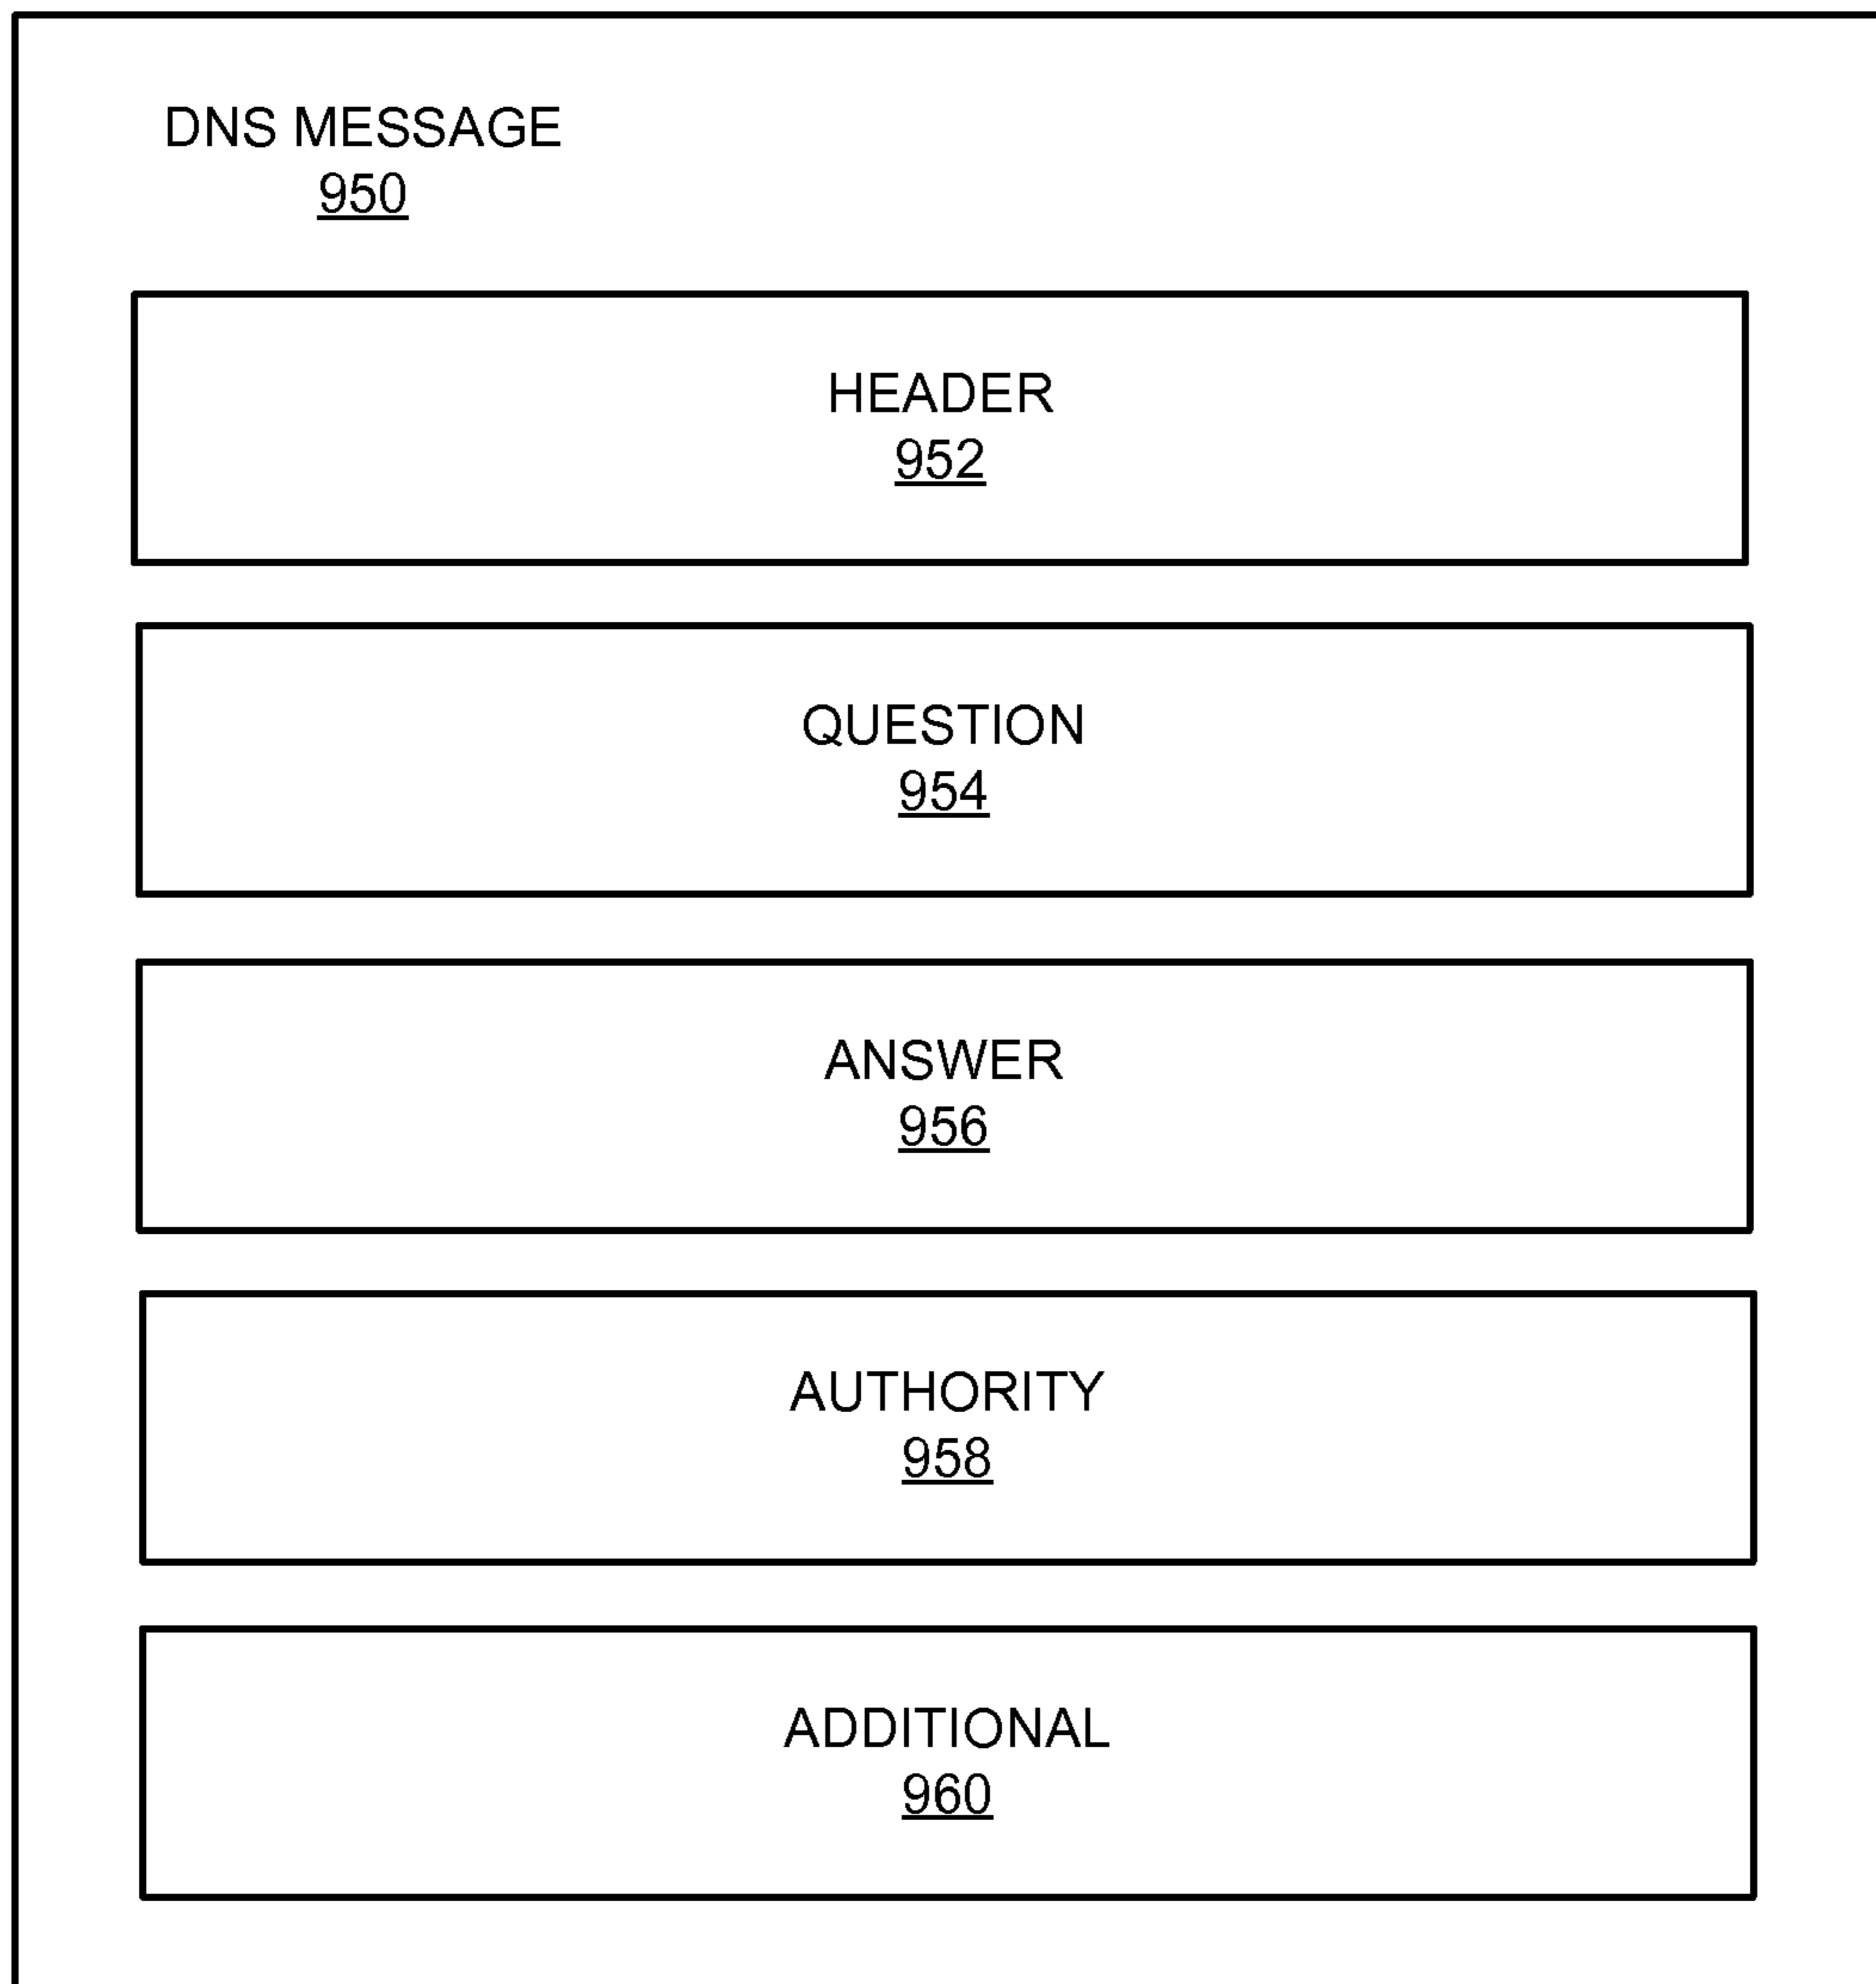 DNS MESSAGE
950
HEADER
952
QUESTION
954
ANSWER
956
AUTHORITY
958
ADDITIONAL
960